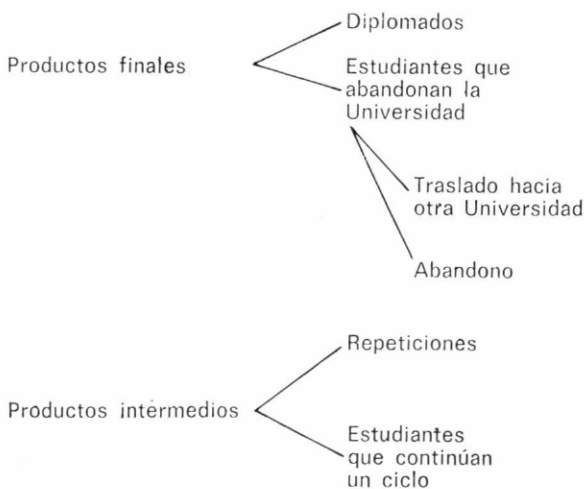 Productos finales
Diplomados
Estudiantes que
abandonan la
Universidad
Traslado hacia
otra Universidad
Abandono
Productos intermedios
Repeticiones
Estudiantes
que continúan
un ciclo